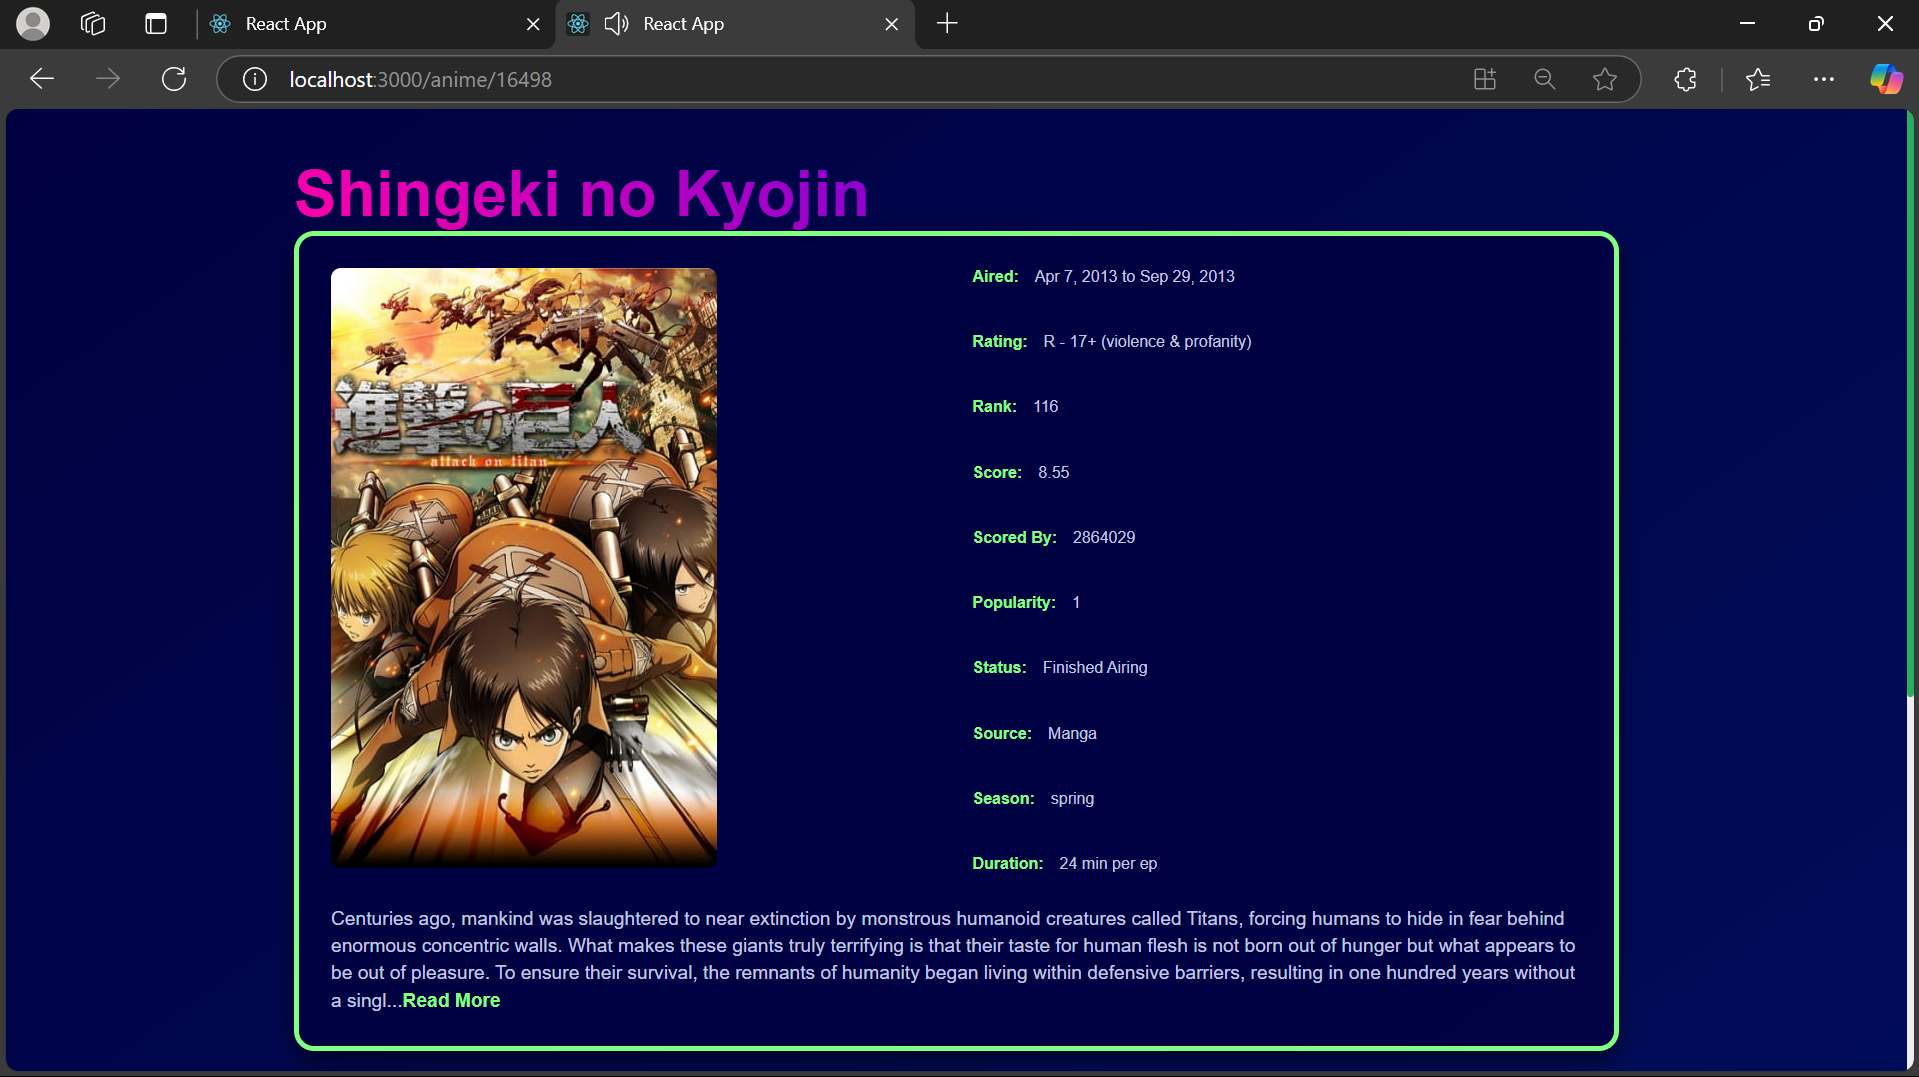 React App
React App
localhost:3000/anime/16498
Shingeki no Kyojin
進撃の巨人
attack on titan
Aired: Apr 7, 2013 to Sep 29, 2013
Rating: R - 17+ (violence & profanity)
Rank: 116
Score: 8.55
Scored By: 2864029
Popularity: 1
Status: Finished Airing
Source: Manga
Season: spring
Duration: 24 min per ep
Centuries ago, mankind was slaughtered to near extinction by monstrous humanoid creatures called Titans, forcing humans to hide in fear behind
enormous concentric walls. What makes these giants truly terrifying is that their taste for human flesh is not born out of hunger but what appears to
be out of pleasure. To ensure their survival, the remnants of humanity began living within defensive barriers, resulting in one hundred years without
a singl...Read More